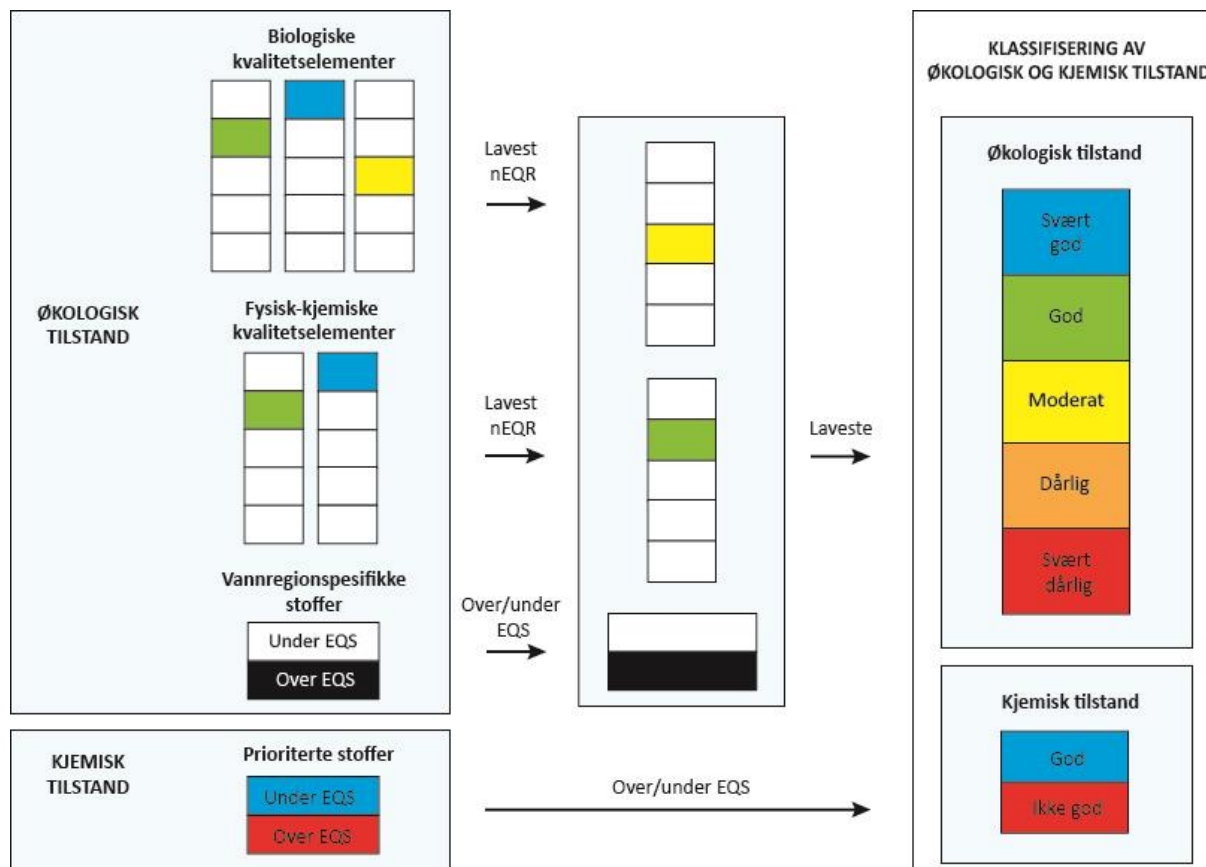 Biologiske
kvalitetselementer
Lavest
nEQR
ØKOLOGISK
TILSTAND
Fysisk-kjemiske
kvalitetselementer
Lavest
nEQR
Vannregionspesifikke
stoffer
Under EQS
Over EQS
Over/under
EQS
Laveste
KJEMISK
TILSTAND
Prioriterte stoffer
Under EQS
Over EQS
Over/under EQS
KLASSIFISERING AV
ØKOLOGISK OG KJEMISK TILSTAND
Økologisk tilstand
Svært
god
God
Moderat
Dårlig
Svært
dårlig
Kjemisk tilstand
God
Ikke god